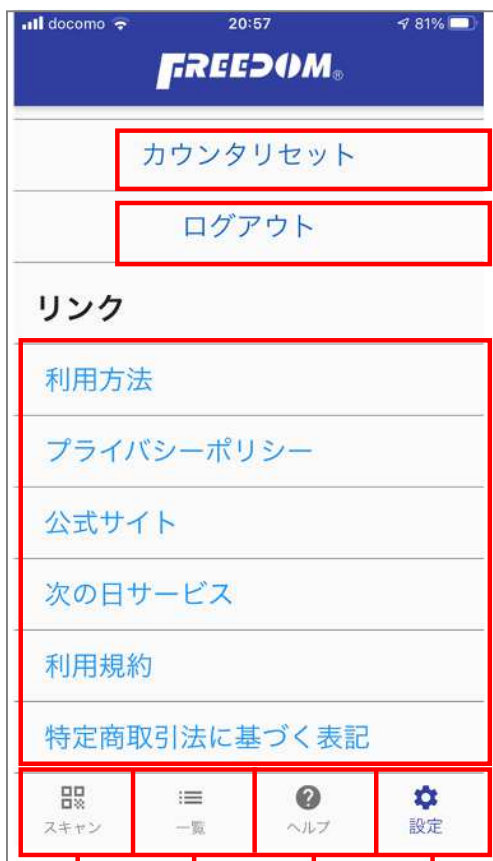 docomo 20:57 81%
FREEDOM®
カウンタリセット
ログアウト
リンク
利用方法
プライバシーポリシー
公式サイト
次の日サービス
利用規約
特定商取引法に基づく表記
スキャン 一覧 ヘルプ 設定